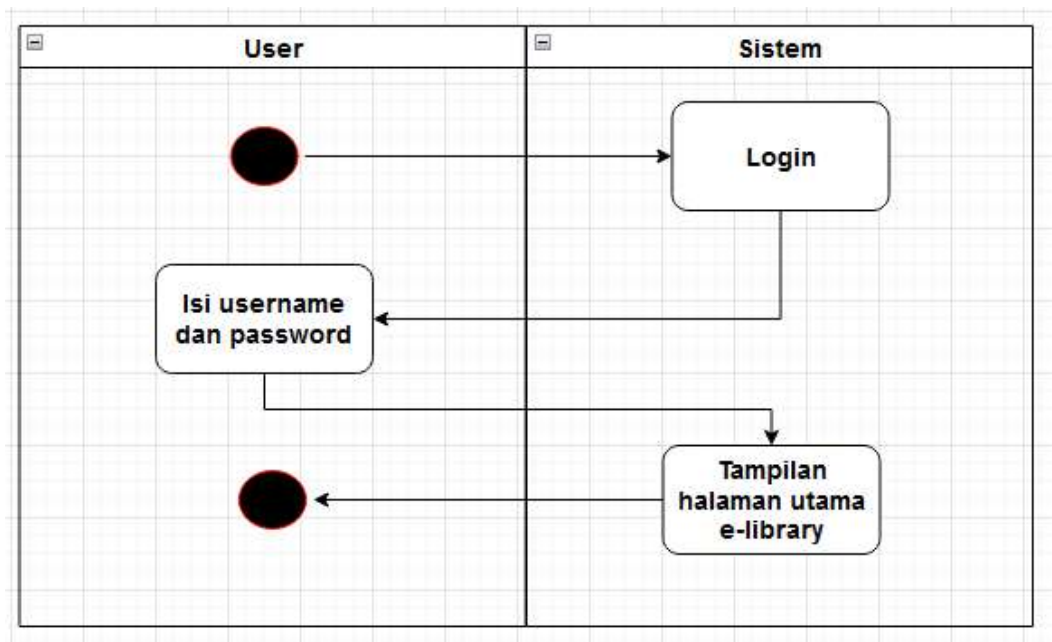 User
Sistem
Login
Isi username
dan password
Tampilan
halaman utama
e-library